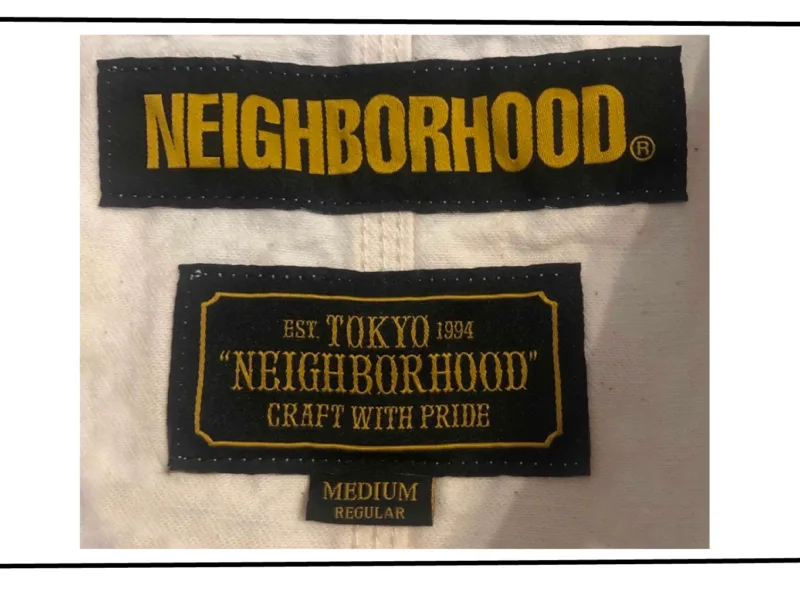 NEIGHBORHOOD®
EST. TOKYO 1994
"NEIGHBORHOOD"
CRAFT WITH PRIDE
MEDIUM
REGULAR